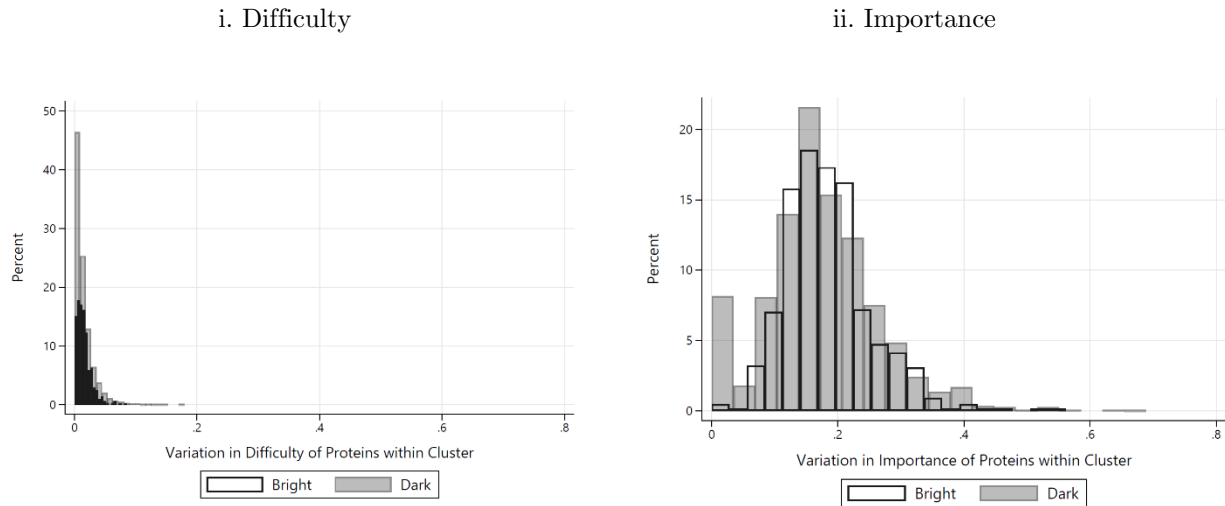 i. Difficulty
50
40
30
20
10
0
Percent
0 .2 .4 .6 .8
Variation in Difficulty of Proteins within Cluster
Bright Dark
ii. Importance
20
15
10
5
0
Percent
0 .2 .4 .6 .8
Variation in Importance of Proteins within Cluster
Bright Dark